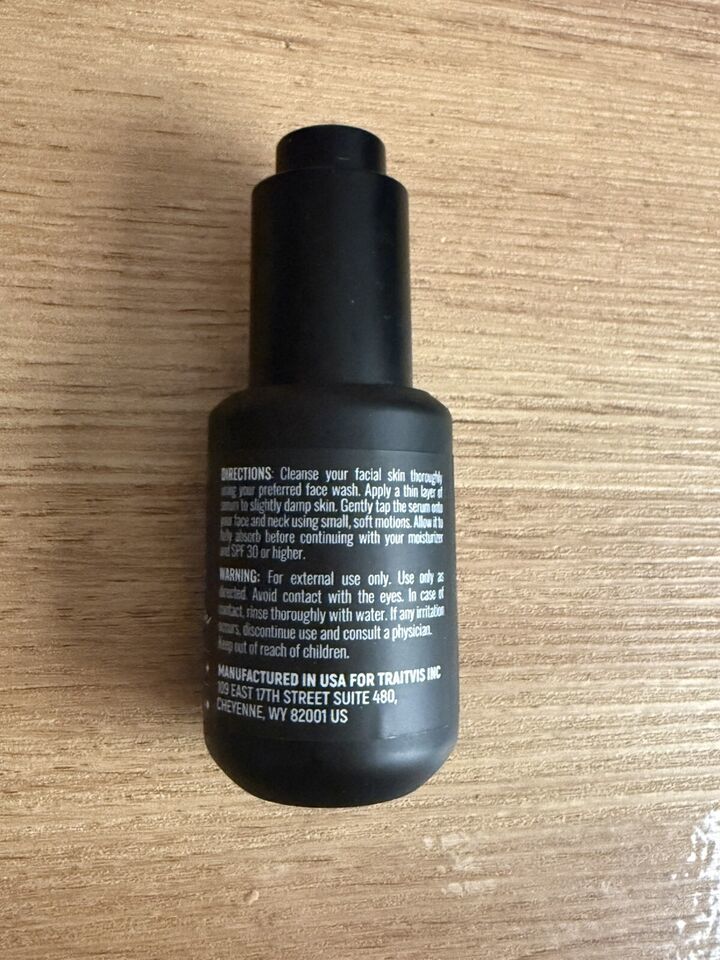 DIRECTIONS: Cleanse your facial skin thoroughly
using your preferred face wash. Apply a thin layer of
serum to slightly damp skin. Gently tap the serum onto
your face and neck using small, soft motions. Allow it to
fully absorb before continuing with your moisturizer
and SPF 30 or higher.
WARNING: For external use only. Use only as
directed. Avoid contact with the eyes. In case of
contact, rinse thoroughly with water. If any irritation
occurs, discontinue use and consult a physician.
Keep out of reach of children.
MANUFACTURED IN USA FOR TRAITVIS INC
109 EAST 17TH STREET SUITE 480,
CHEYENNE, WY 82001 US